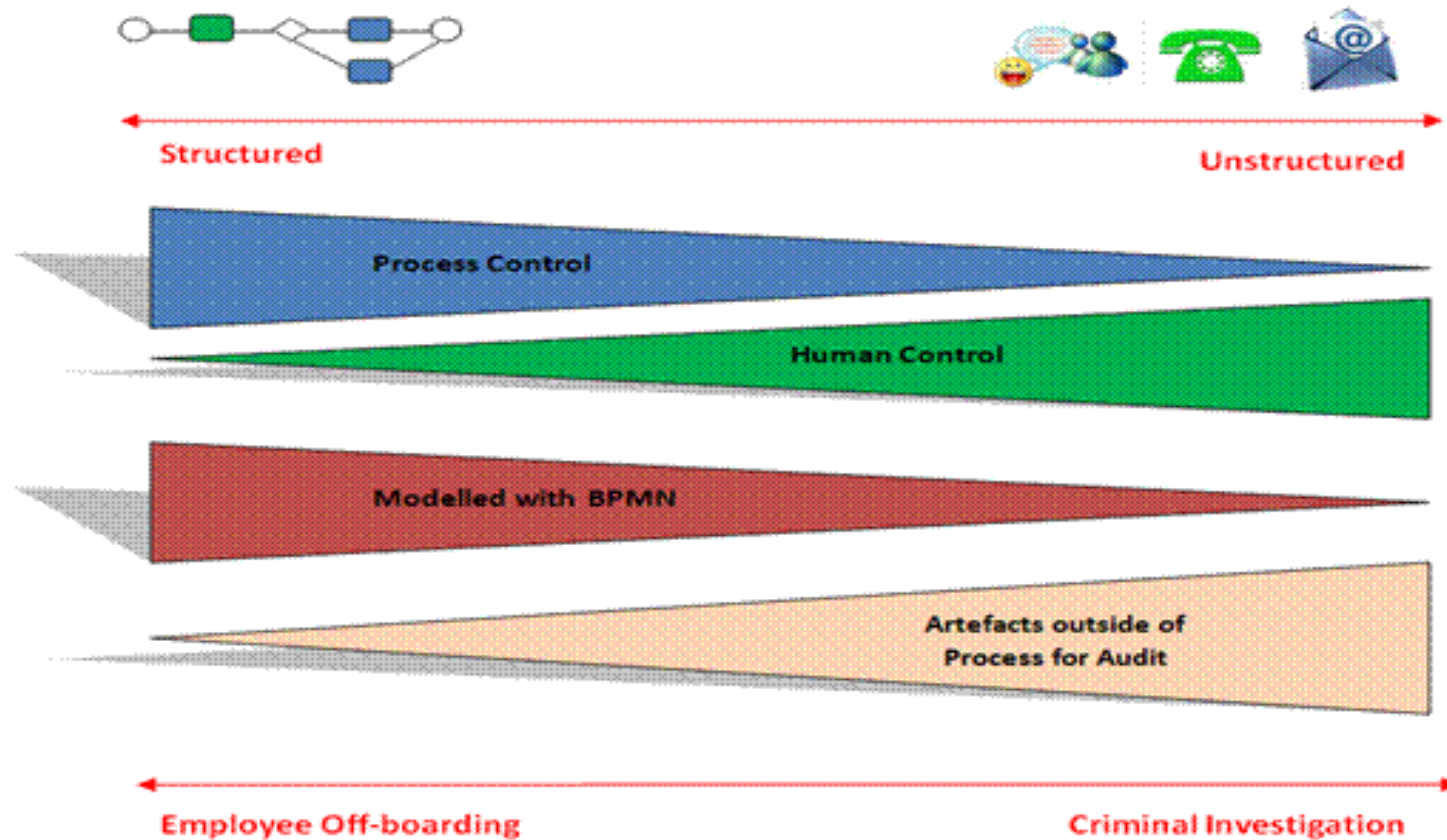 @
Structured
Unstructured
Process Control
Human Control
Modelled with BPMN
Artefacts outside of
Process for Audit
Employee Off-boarding
Criminal Investigation